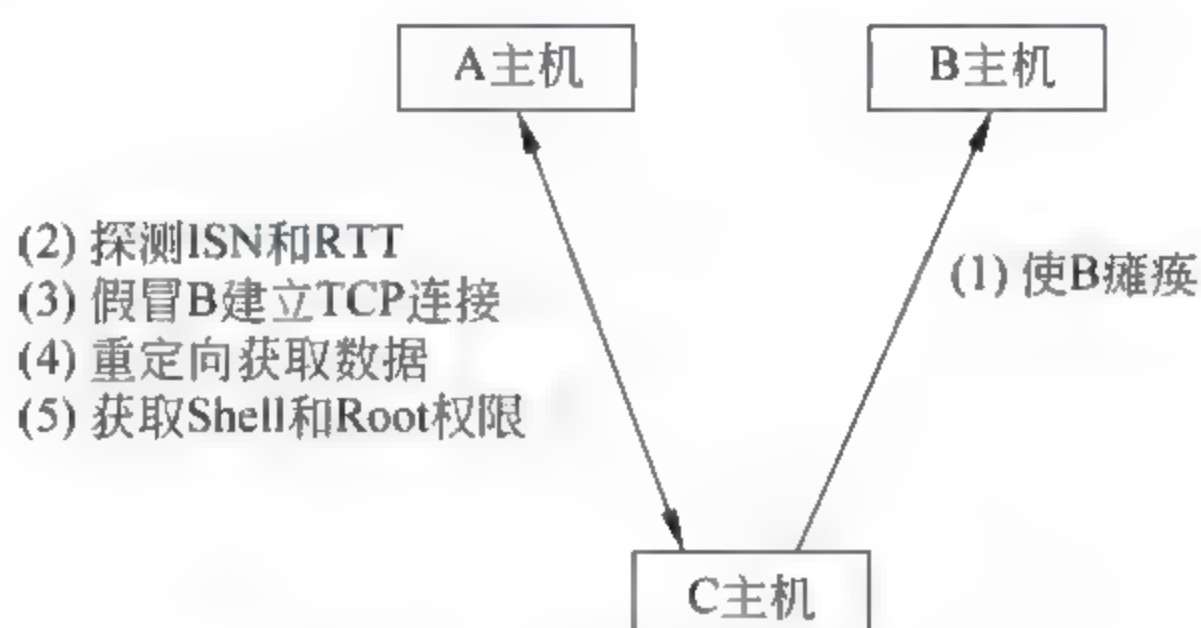 A主机
B主机
(2) 探测ISN和RTT
(3) 假冒B建立TCP连接
(4) 重定向获取数据
(5) 获取Shell和Root权限
(1) 使B瘫痪
C主机